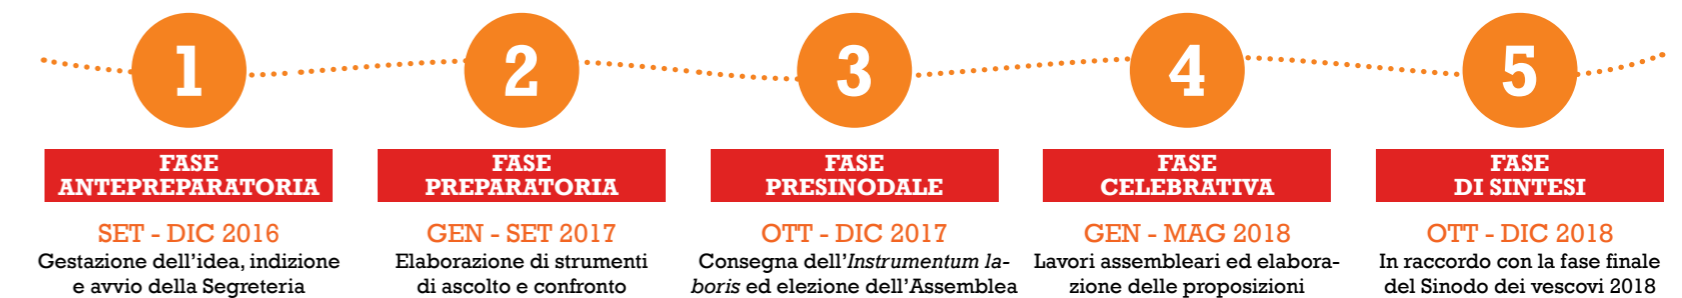 1
FASE
ANTEPREPARATORIA
SET - DIC 2016
Gestazione dell'idea, indizione
e avvio della Segreteria
2
FASE
PREPARATORIA
GEN - SET 2017
Elaborazione di strumenti
di ascolto e confronto
3
FASE
PRESINODALE
OTT - DIC 2017
Consegna dell'Instrumentum la-
boris ed elezione dell'Assemblea
4
FASE
CELEBRATIVA
GEN - MAG 2018
Lavori assembleari ed elabora-
zione delle proposizioni
5
FASE
DI SINTESI
OTT - DIC 2018
In raccordo con la fase finale
del Sinodo dei vescovi 2018